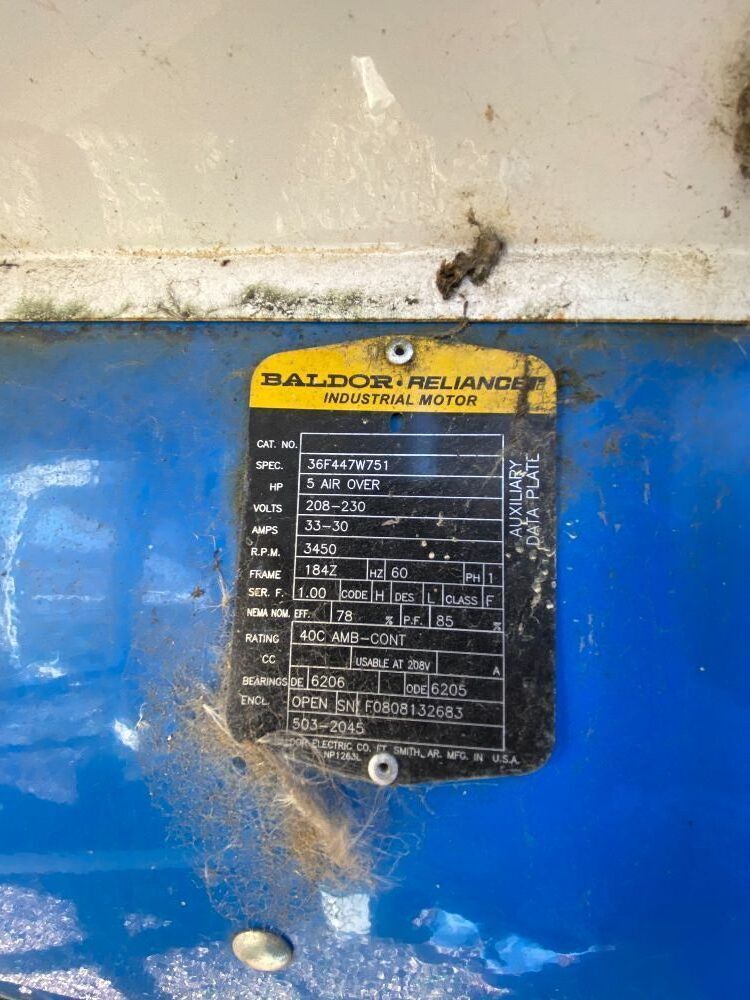 BALDOR • RELIANCE
INDUSTRIAL MOTOR
CAT. NO.
SPEC. 36F447W751
HP 5 AIR OVER
VOLTS 208-230
AMPS 33-30
R.P.M. 3450
FRAME 184Z HZ 60 PH 1
SER. F. 1.00 CODE H DES L CLASS F
NEMA NOM. EFF. 78 % P.F. 85 %
RATING 40C AMB-CONT
CC USABLE AT 208V A
BEARINGS DE 6206 ODE 6205
ENCL. OPEN SN F0808132683
503-2045
ELECTRIC CO. FT. SMITH, AR. MFG. IN U.S.A.
NP1263L
AUXILIARY
DATA PLATE